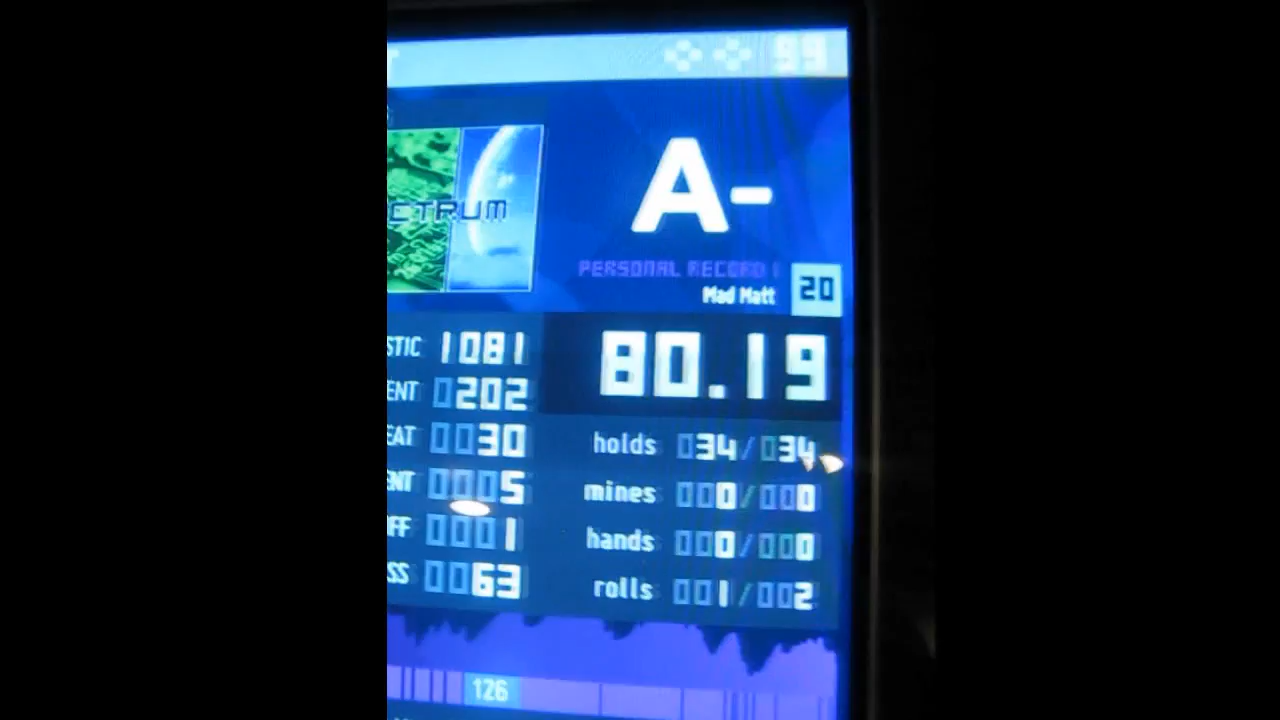 T 99
A-
CTRUM
PERSONAL RECORD !
Mad Matt 20
STIC 1081
80.19
ENT 0202
EAT 0030
holds 034/034
ENT 0005
mines 000/000
FF 0001
hands 000/000
SS 0063
rolls 001/002
126